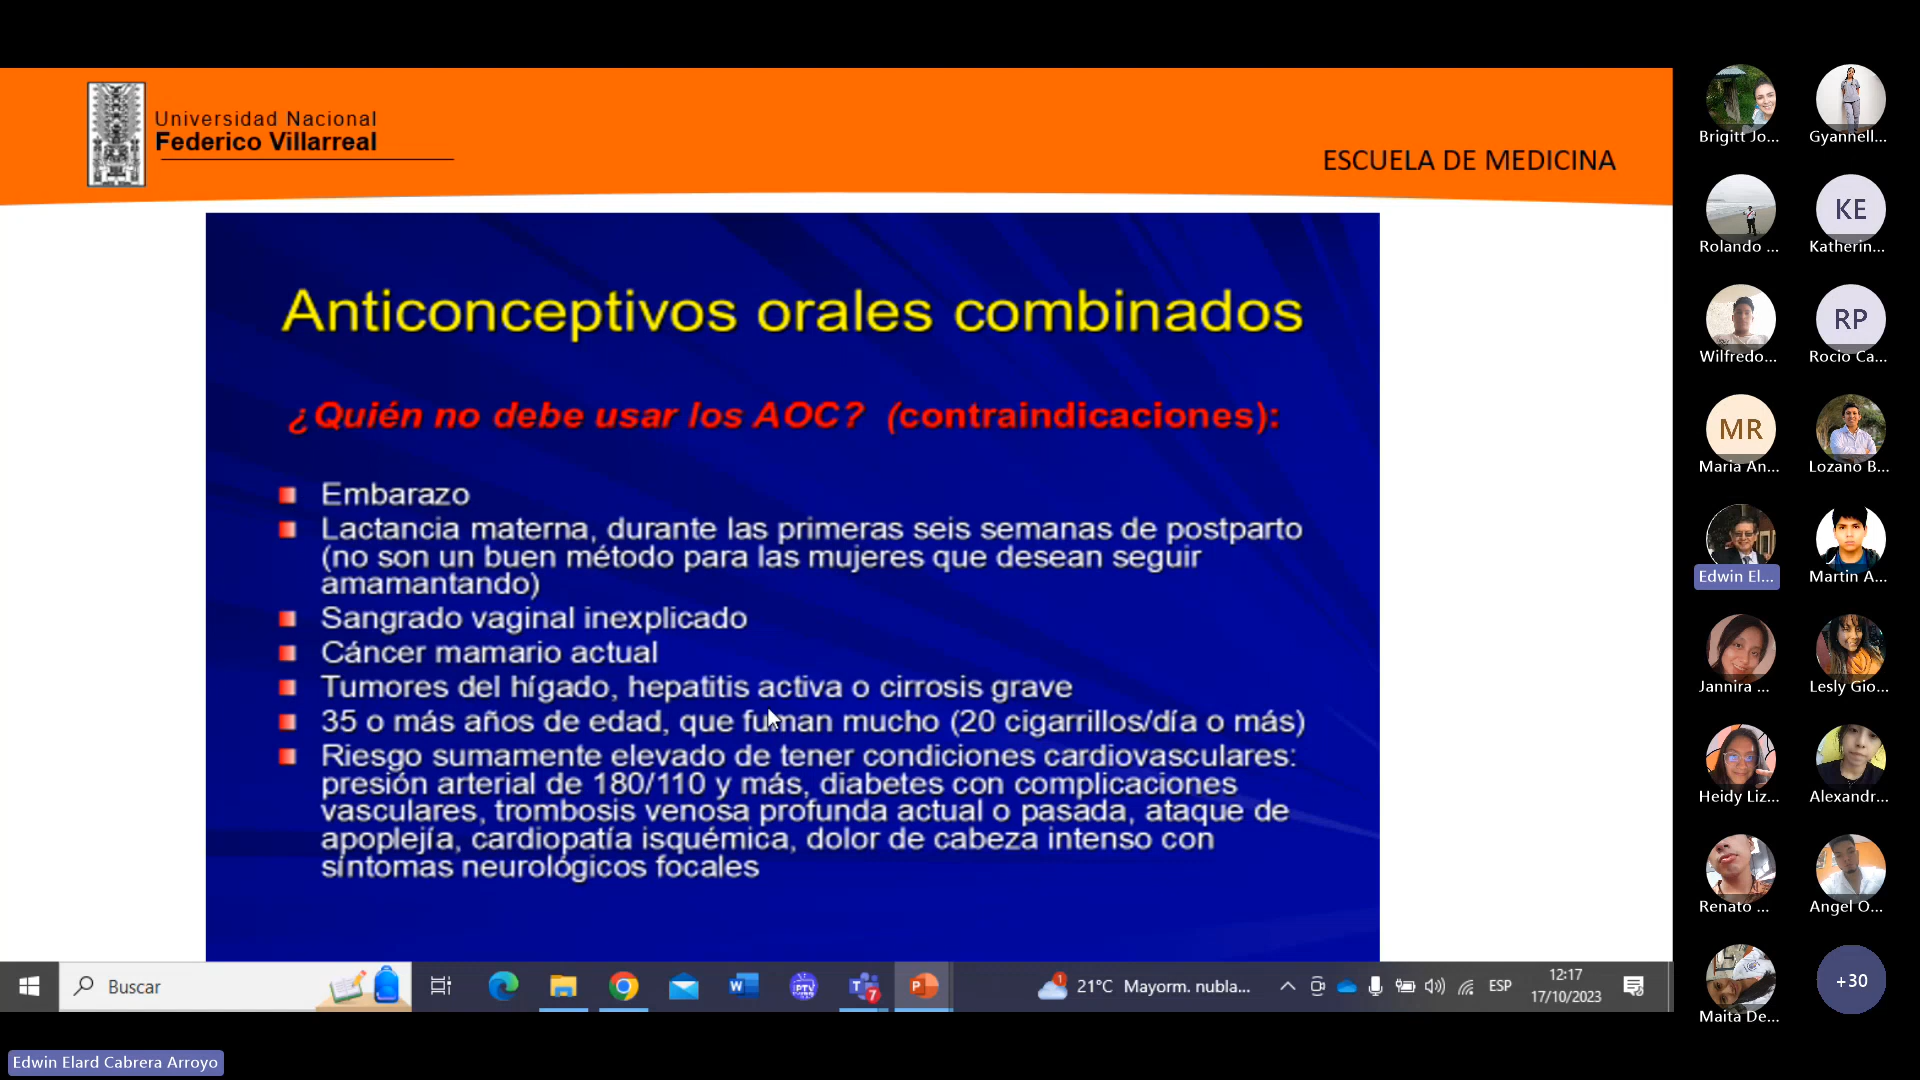 Universidad Nacional
Federico Villarreal
ESCUELA DE MEDICINA
Anticonceptivos orales combinados
¿Quién no debe usar los AOC? (contraindicaciones):
Embarazo
Lactancia materna, durante las primeras seis semanas de postparto
(no son un buen método para las mujeres que desean seguir
amamantando)
Sangrado vaginal inexplicado
Cáncer mamario actual
Tumores del hígado, hepatitis activa o cirrosis grave
35 o más años de edad, que fuman mucho (20 cigarrillos/día o más)
Riesgo sumamente elevado de tener condiciones cardiovasculares:
presión arterial de 180/110 y más, diabetes con complicaciones
vasculares, trombosis venosa profunda actual o pasada, ataque de
apoplejía, cardiopatía isquémica, dolor de cabeza intenso con
síntomas neurológicos focales
Buscar
IPTV
7
1
21°C Mayorm. nubla...
ESP
12:17
17/10/2023
Edwin Elard Cabrera Arroyo
Brigitt Jo...
Gyannell...
Rolando ...
KE
Katherin...
Wilfredo...
RP
Rocio Ca...
MR
Maria An...
Lozano B...
Edwin El...
Martin A...
Jannira ...
Lesly Gio...
Heidy Liz...
Alexandr...
Renato ...
Angel O...
Maita De...
+30